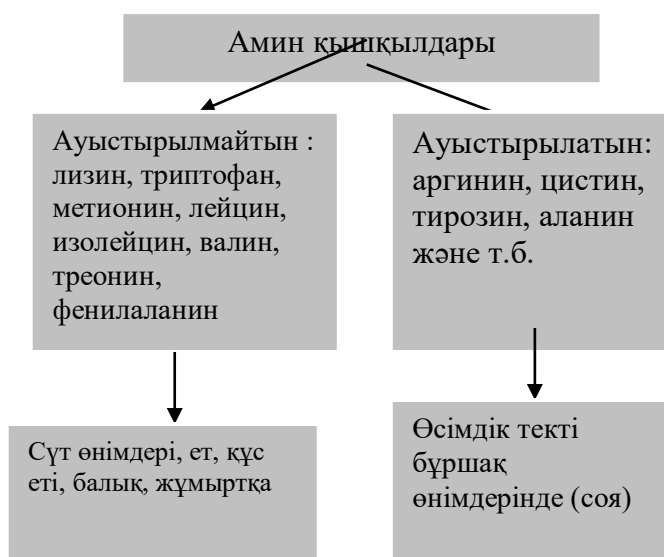 Амин қышқылдары
Ауыстырылмайтын :
лизин, триптофан,
метионин, лейцин,
изолейцин, валин,
треонин,
фенилаланин
Ауыстырылатын:
аргинин, цистин,
тирозин, аланин
және т.б.
Сүт өнімдері, ет, құс
еті, балық, жұмыртқа
Өсімдік текті
бұршақ
өнімдерінде (соя)